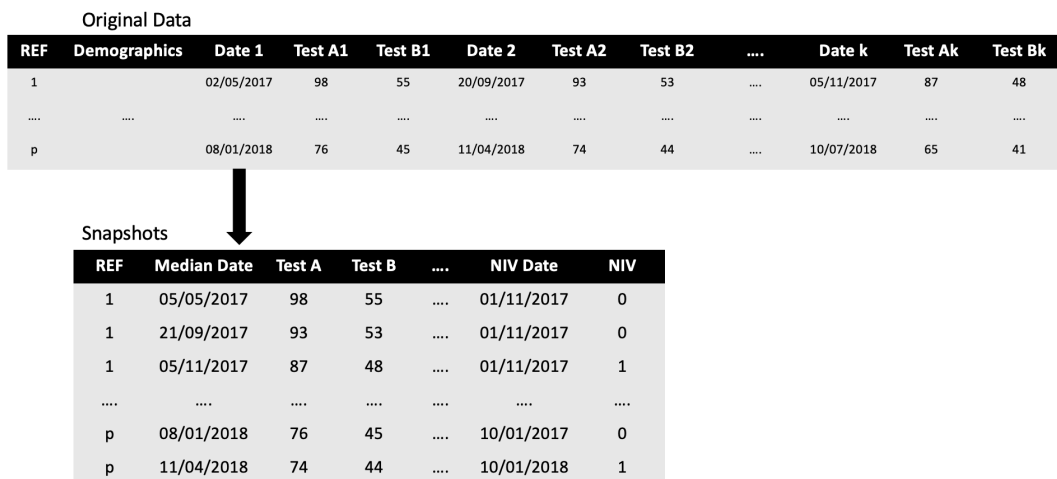 Original Data
REF Demographics Date 1 Test A1 Test B1 Date 2 Test A2 Test B2 .... Date k Test Ak Test Bk
1 02/05/2017 98 55 20/09/2017 93 53 .... 05/11/2017 87 48
.... .... .... .... .... .... .... .... .... .... .... ....
p 08/01/2018 76 45 11/04/2018 74 44 .... 10/07/2018 65 41
Snapshots
REF Median Date Test A Test B .... NIV Date NIV
1 05/05/2017 98 55 .... 01/11/2017 0
1 21/09/2017 93 53 .... 01/11/2017 0
1 05/11/2017 87 48 .... 01/11/2017 1
.... .... .... .... .... .... ....
p 08/01/2018 76 45 .... 10/01/2017 0
p 11/04/2018 74 44 .... 10/01/2018 1